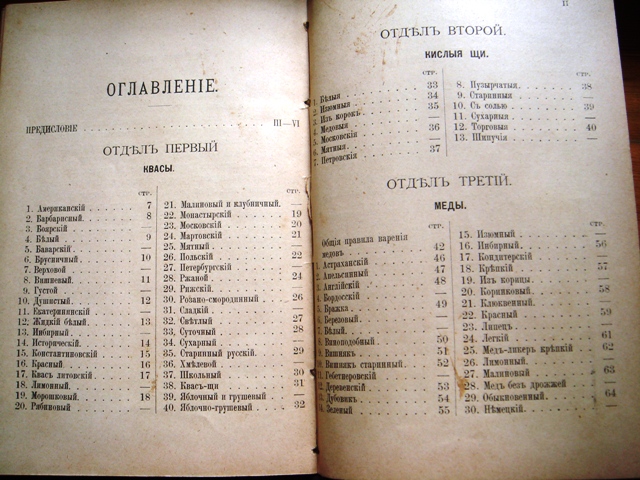 ОГЛАВЛЕНІЕ.
ПРЕДИСЛОВІЕ III—VI
ОТДѢЛЪ ПЕРВЫЙ
КВАСЫ.
СТР.
1. Американскій 7
2. Барбарисный. 8
3. Боярскій —
4. Бѣлый 9
5. Баварскій. —
6. Брусничный 10
7. Верховой —
8. Вишневый 11
9. Густой —
10. Душистый 12
11. Екатерининскій —
12. Жидкій бѣлый. 13
13. Имбирный. —
14. Историческій. 14
15. Константиновскій 15
16. Красный 16
17. Квасъ литовскій —
18. Лимонный. —
19. Морошковый. 18
20. Рябиновый —
СТР.
21. Малиновый и клубничный. —
22. Монастырскій 19
23. Московскій 20
24. Мартовскій 21
25. Мятный. —
26. Польскій 22
27. Петербургскій —
28. Ржаной 24
29. Рижскій. —
30. Розано-смородинный 26
31. Сладкій —
32. Свѣтлый 27
33. Суточный 28
34. Сухарный —
35. Старинный русскій. 29
36. Хмѣлевой —
37. Школьный 30
38. Квасъ-щи 31
39. Яблочный и грушевый —
40. Яблочно-грушевый 32
II
ОТДѢЛЪ ВТОРОЙ.
КИСЛЫЯ ЩИ.
СТР.
1. Бѣлыя 33
2. Изюмныя 34
3. Изъ корокъ 35
4. Медовыя —
5. Московскія 36
6. Мятныя —
7. Петровскія 37
СТР.
8. Пузырчатыя 38
9. Старинныя —
10. Съ солью 39
11. Сухарныя —
12. Торговыя 40
13. Шипучія —
ОТДѢЛЪ ТРЕТІЙ.
МЕДЫ.
СТР.
Общія правила варенія
медовъ 42
1. Астраханскій 46
2. Апельсинный 47
3. Англійскій 48
4. Бордосскій —
5. Бражка 49
6. Березовый —
7. Бѣлый. —
8. Виноподобный 50
9. Вишнякъ 51
10. Вишнякъ старинный 52
11. Гебетнеровскій —
12. Деревенскій 53
13. Дубовикъ 54
14. Зеленый 55
СТР.
15. Изюмный —
16. Инбирный. 56
17. Кондитерскій —
18. Крѣпкій 57
19. Изъ корицы —
20. Коринковый. 58
21. Клюквенный. —
22. Красный 59
23. Липецъ —
24. Легкій 61
25. Медъ-ликеръ крѣпкій 62
26. Лимонный. —
27. Малиновый 63
28. Медъ безъ дрожжей —
29. Обыкновенный. 64
30. Нѣмецкій —